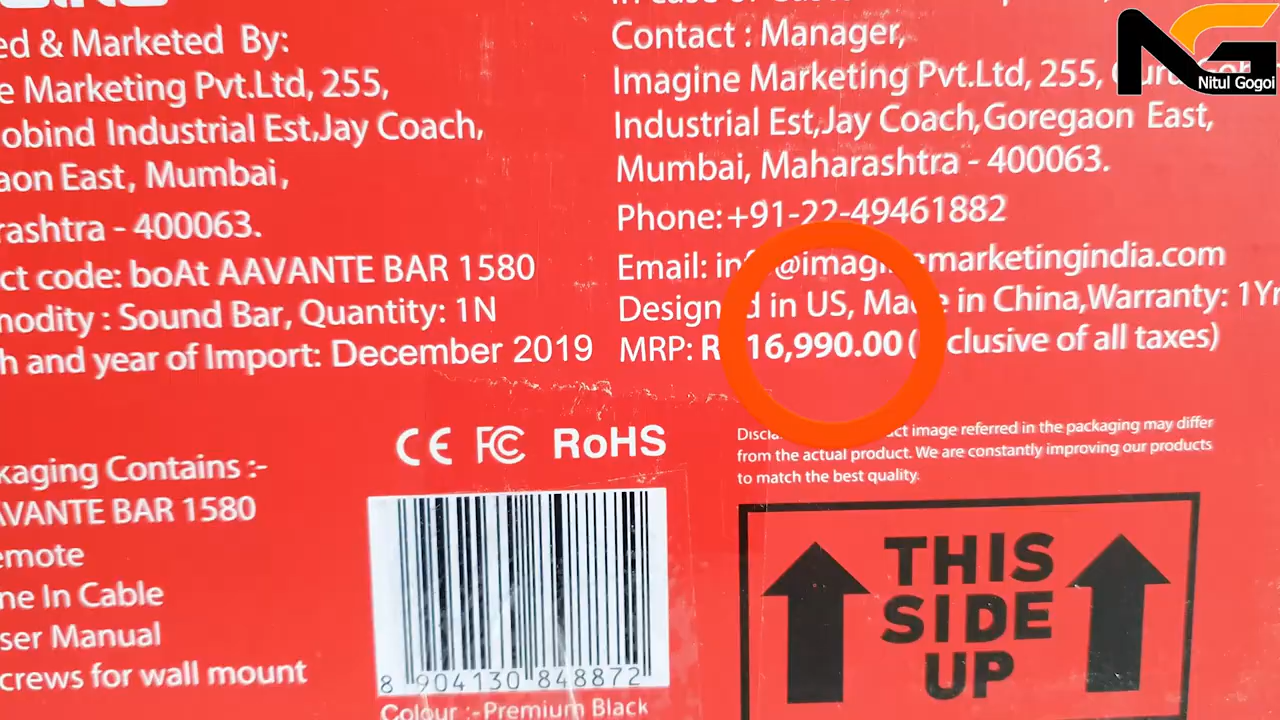 ed & Marketed By:
e Marketing Pvt.Ltd, 255,
obind Industrial Est,Jay Coach,
aon East, Mumbai,
rashtra - 400063.
ct code: boAt AAVANTE BAR 1580
modity : Sound Bar, Quantity: 1N
h and year of Import: December 2019
Contact : Manager,
Imagine Marketing Pvt.Ltd, 255,
Industrial Est,Jay Coach,Goregaon East,
Mumbai, Maharashtra - 400063.
Phone: +91-22-49461882
Email: inf @imagi emarketingindia.com
Designed in US, Made in China,Warranty: 1Yr
MRP: R 16,990.00 ( clusive of all taxes)
NG
Nitul Gogoi
CE FC RoHS
Discla ct image referred in the packaging may differ
from the actual product. We are constantly improving our products
to match the best quality.
kaging Contains :-
AVANTE BAR 1580
emote
ne In Cable
ser Manual
crews for wall mount
8 904130 848872
Colour :-Premium Black
THIS
SIDE
UP